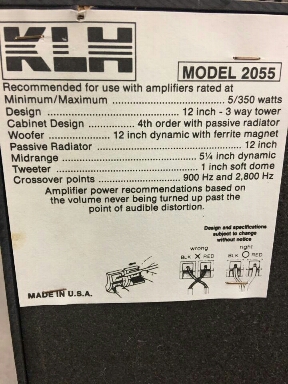 KLH
MODEL 2055
Recommended for use with amplifiers rated at
Minimum/Maximum ........................ 5/350 watts
Design ................................ 12 inch - 3 way tower
Cabinet Design ............ 4th order with passive radiator
Woofer ............ 12 inch dynamic with ferrite magnet
Passive Radiator ................................ 12 inch
Midrange ............................ 5¼ inch dynamic
Tweeter ................................ 1 inch soft dome
Crossover points .................. 900 Hz and 2,800 Hz
Amplifier power recommendations based on
the volume never being turned up past the
point of audible distortion.
Design and specifications
subject to change
without notice
wrong right
BLK X RED BLK O RED
MADE IN U.S.A.